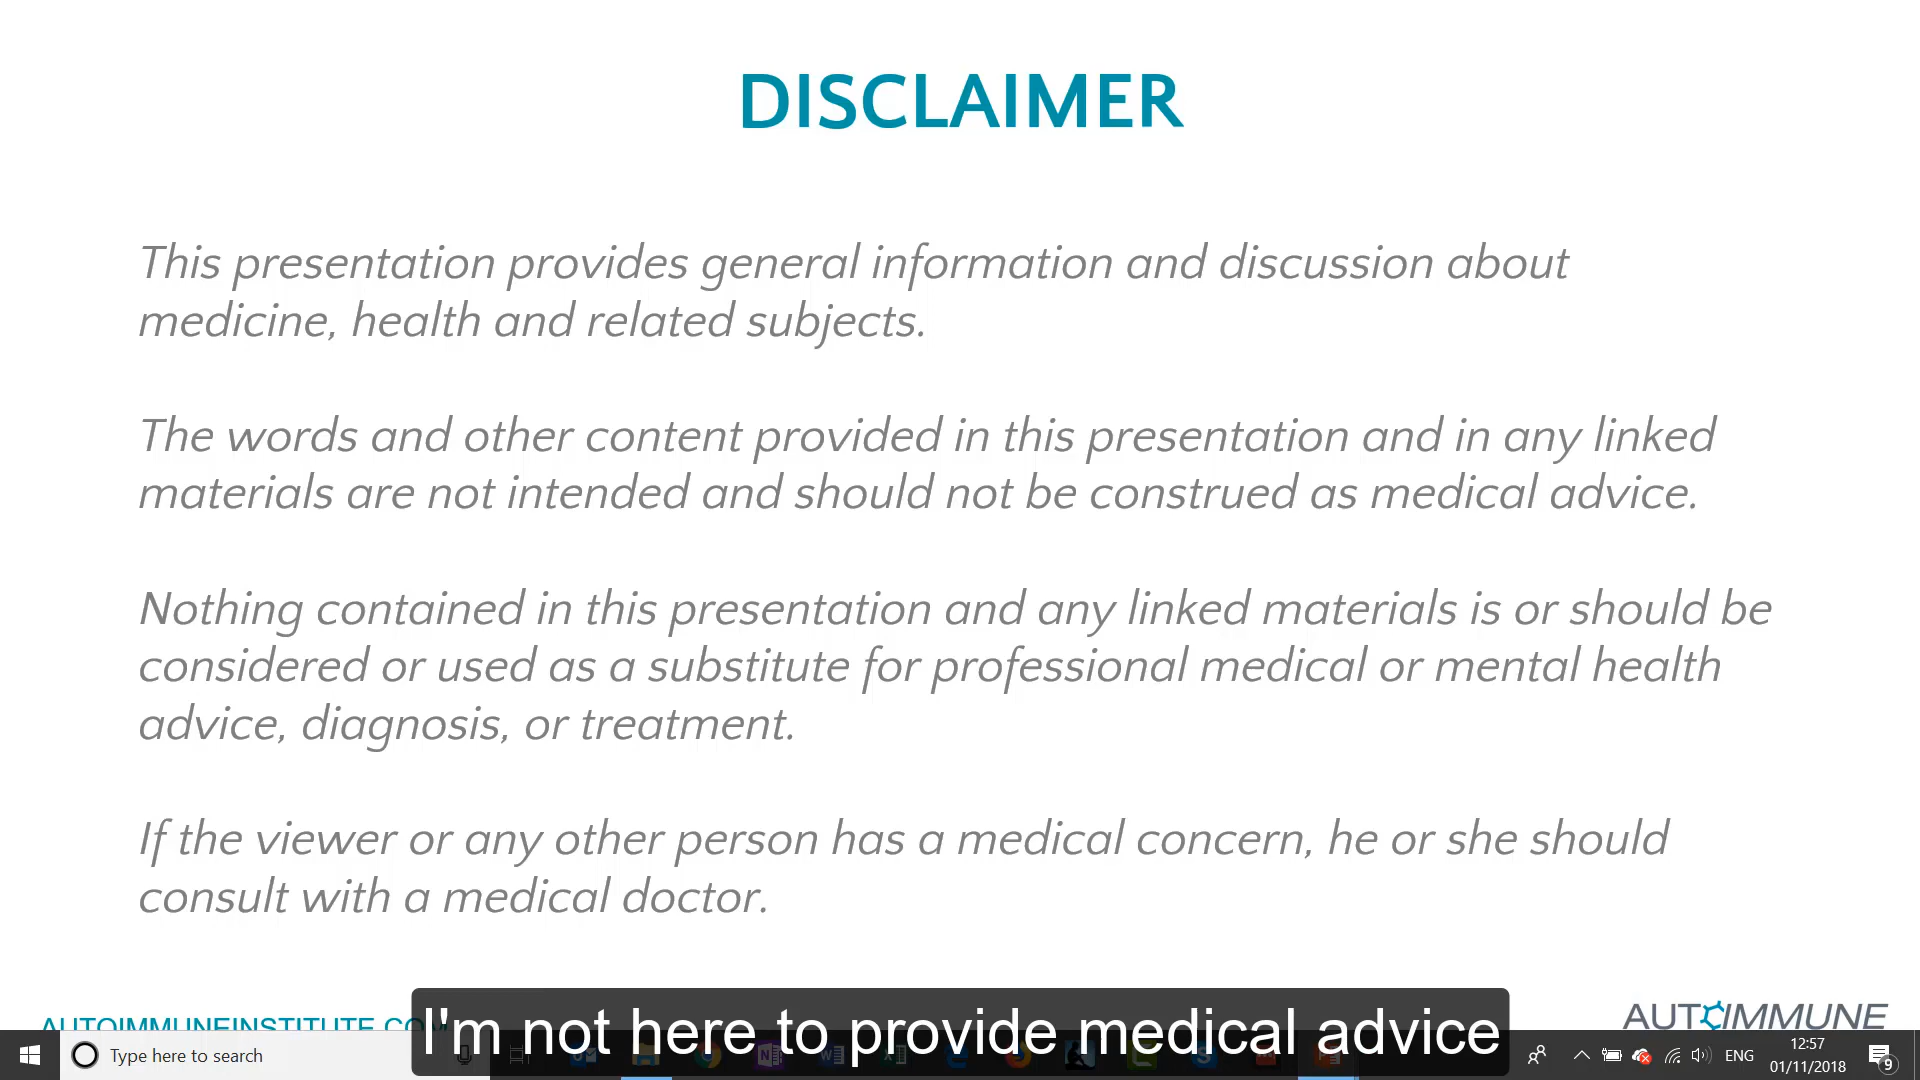 DISCLAIMER
This presentation provides general information and discussion about
medicine, health and related subjects.
The words and other content provided in this presentation and in any linked
materials are not intended and should not be construed as medical advice.
Nothing contained in this presentation and any linked materials is or should be
considered or used as a substitute for professional medical or mental health
advice, diagnosis, or treatment.
If the viewer or any other person has a medical concern, he or she should
consult with a medical doctor.
AUTOIMMUNEINSTITUTE.COM
AUTOIMMUNE
I'm not here to provide medical advice
Type here to search
ENG
12:57
01/11/2018
9